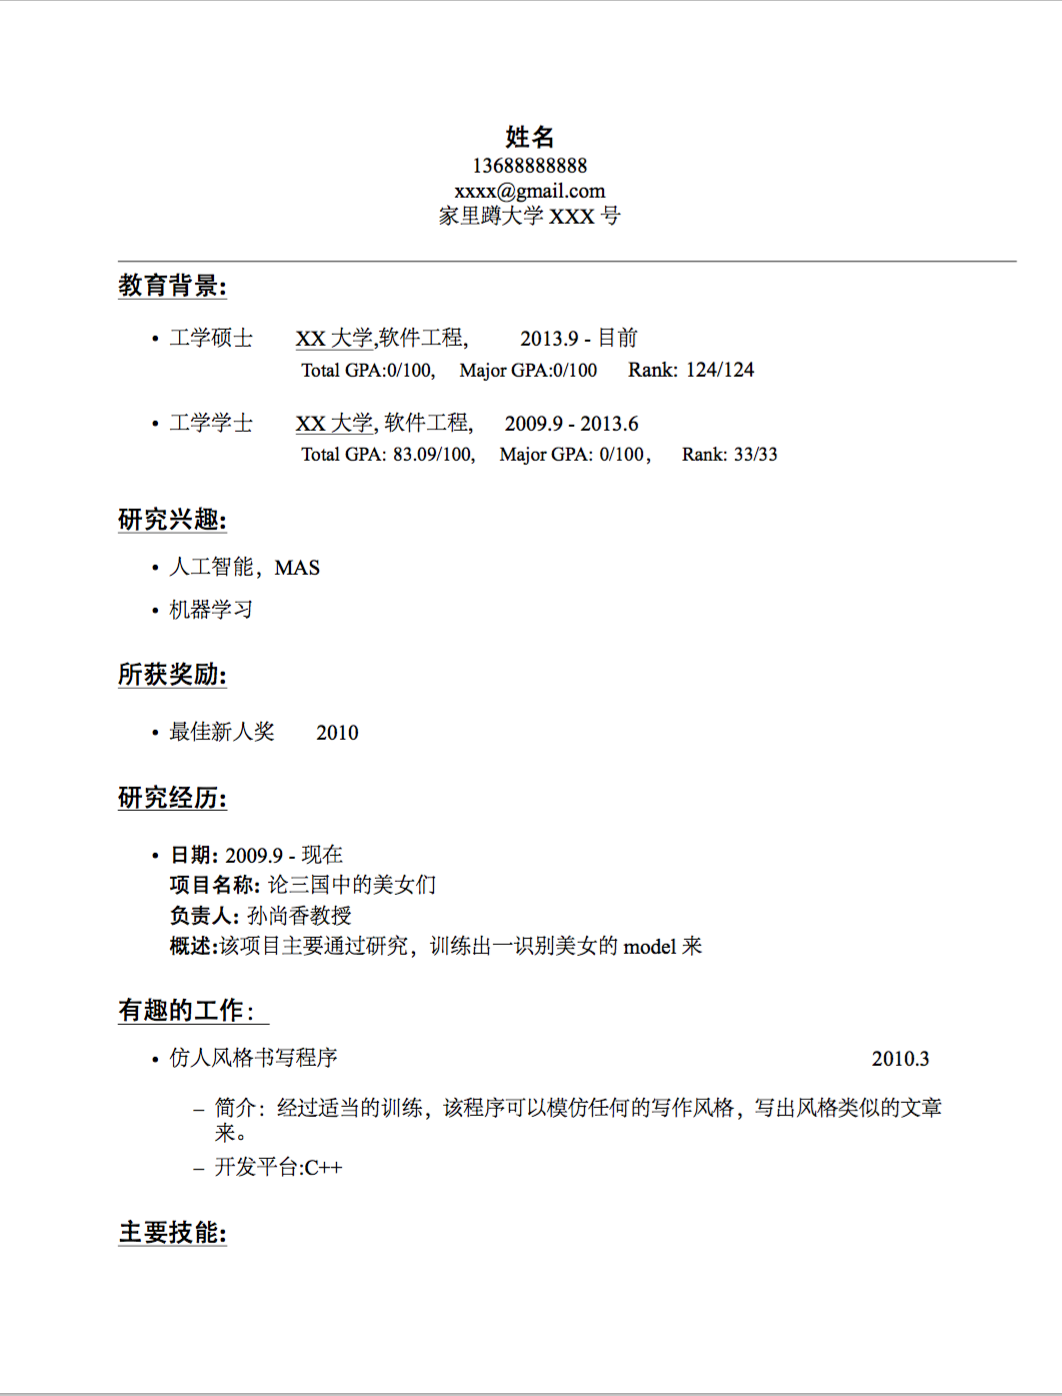 姓名
13688888888
xxxx@gmail.com
家里蹲大学 XXX 号
教育背景:
• 工学硕士 XX 大学,软件工程, 2013.9 - 目前
Total GPA:0/100, Major GPA:0/100 Rank: 124/124
• 工学学士 XX 大学, 软件工程, 2009.9 - 2013.6
Total GPA: 83.09/100, Major GPA: 0/100， Rank: 33/33
研究兴趣:
• 人工智能，MAS
• 机器学习
所获奖励:
• 最佳新人奖 2010
研究经历:
• 日期: 2009.9 - 现在
项目名称: 论三国中的美女们
负责人: 孙尚香教授
概述:该项目主要通过研究，训练出一识别美女的 model 来
有趣的工作：
• 仿人风格书写程序 2010.3
– 简介：经过适当的训练，该程序可以模仿任何的写作风格，写出风格类似的文章
来。
– 开发平台:C++
主要技能: